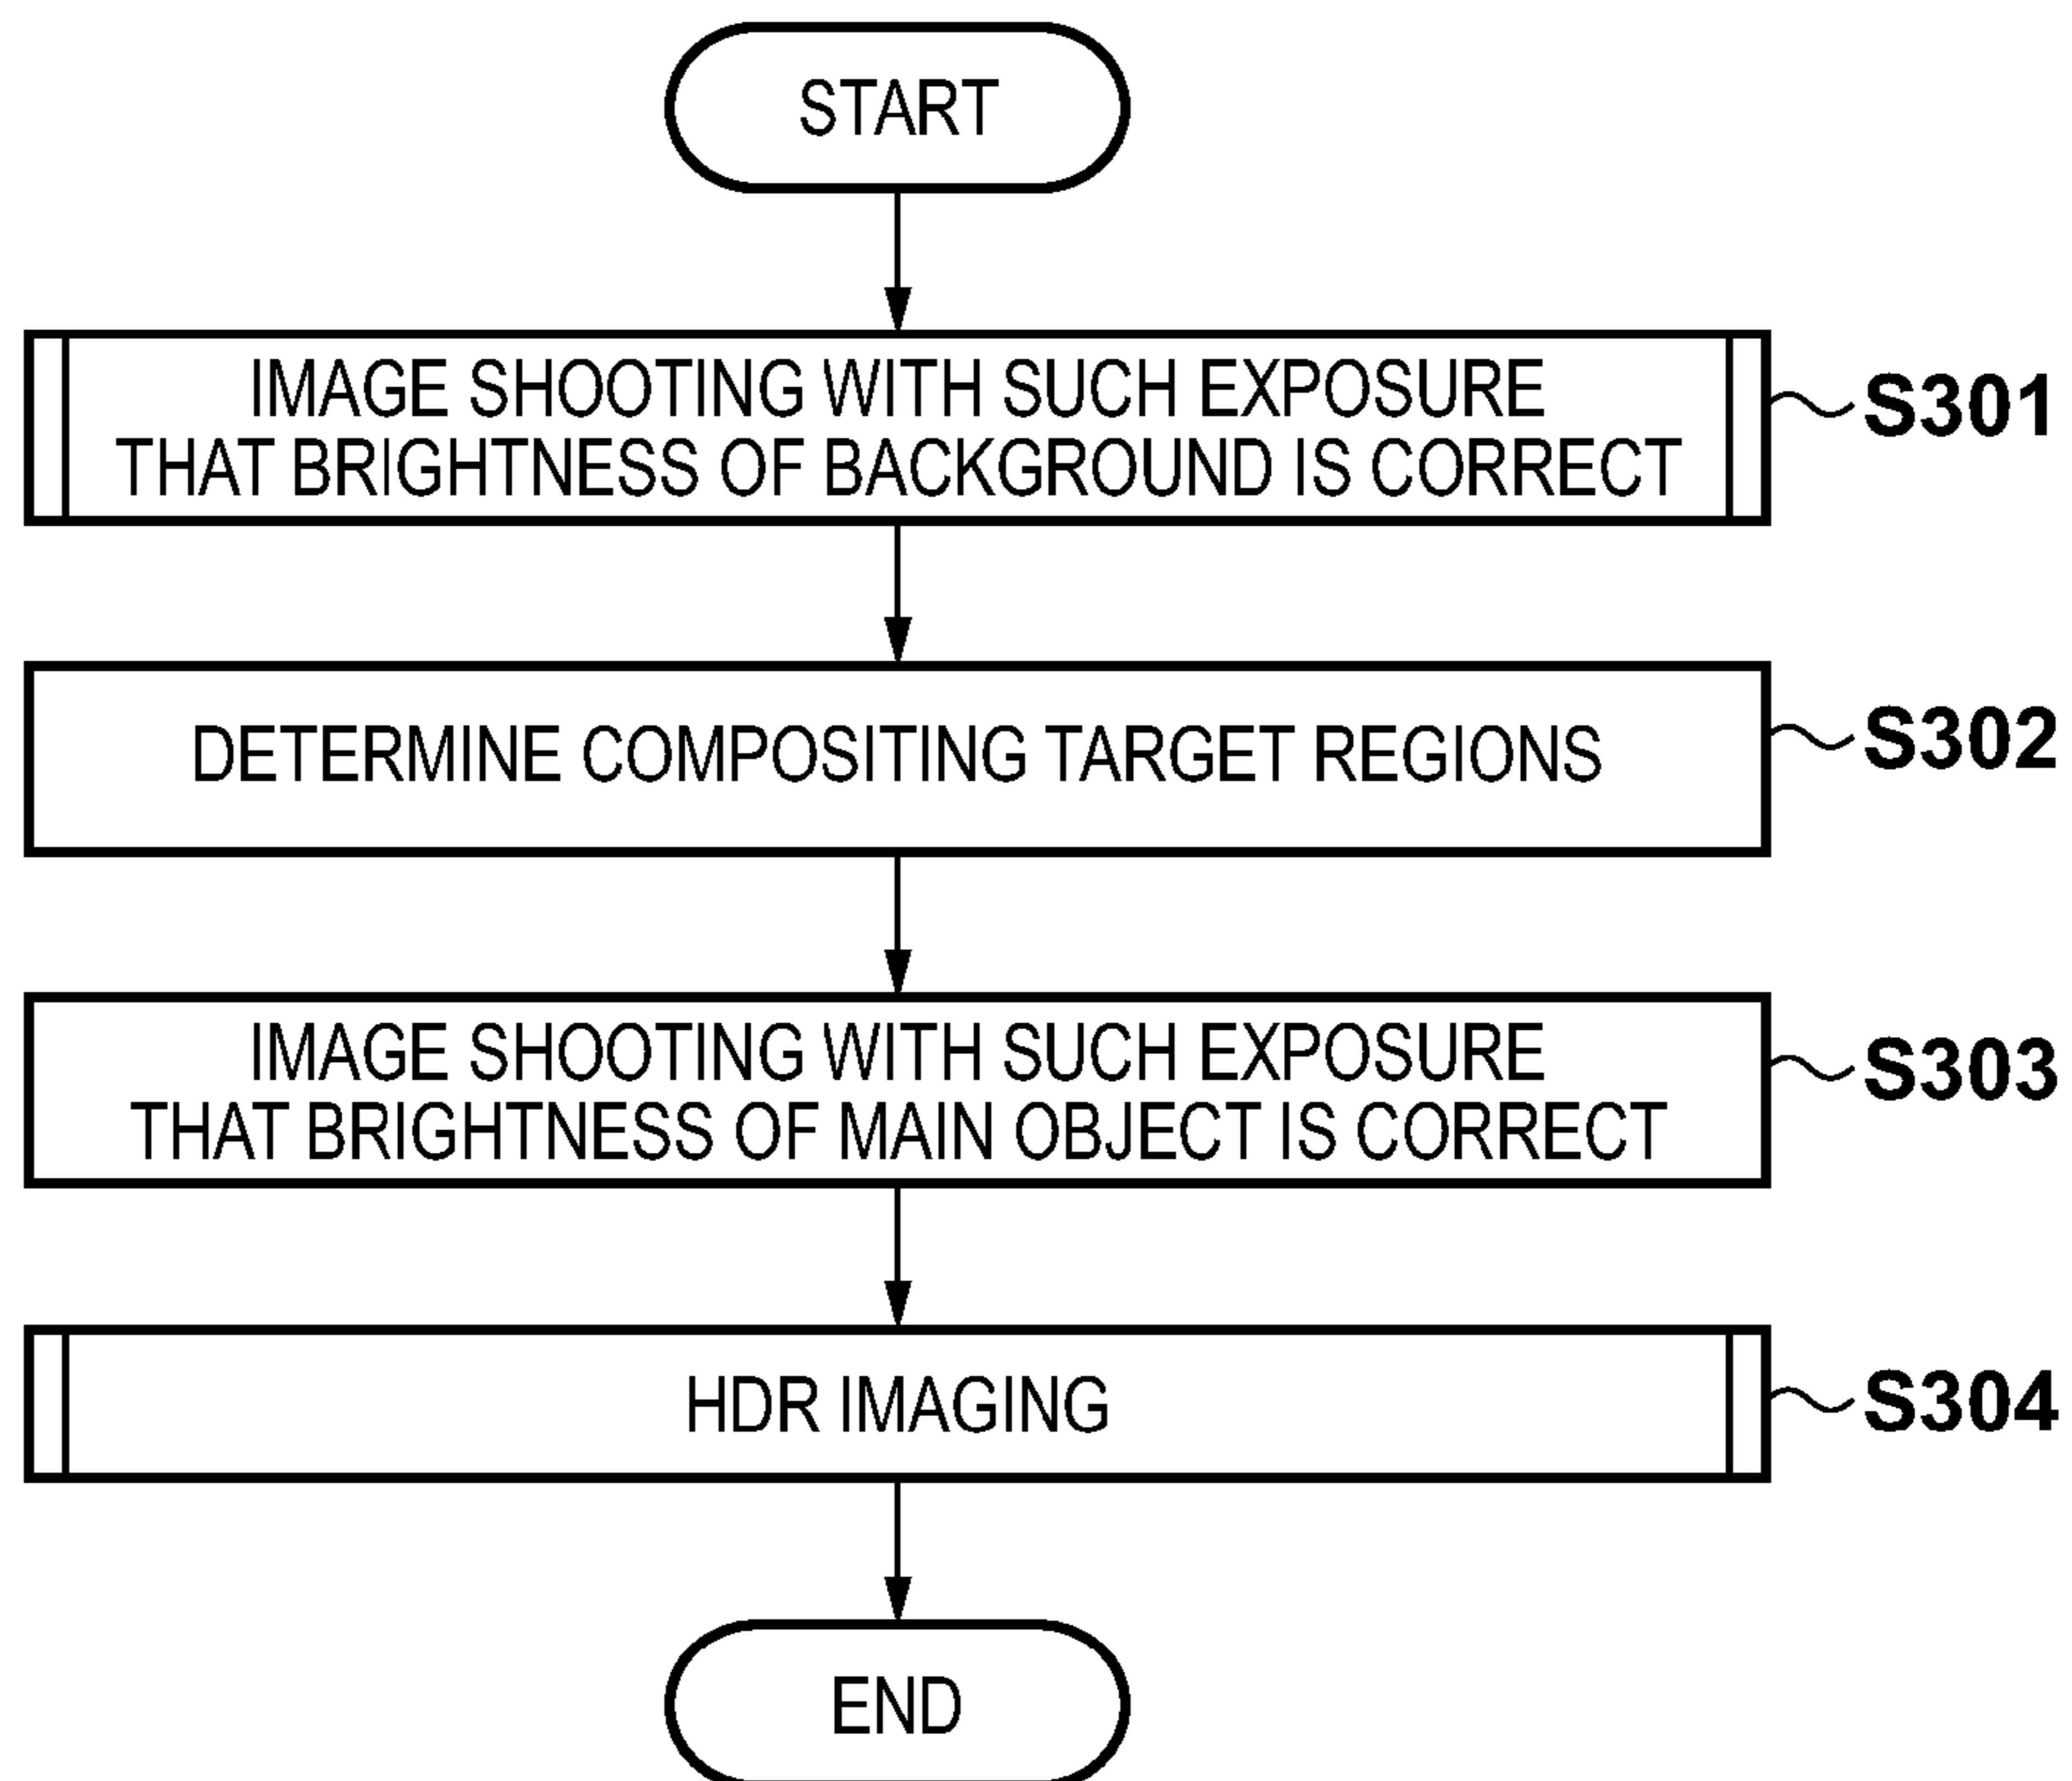 START
IMAGE SHOOTING WITH SUCH EXPOSURE
THAT BRIGHTNESS OF BACKGROUND IS CORRECT
S301
DETERMINE COMPOSITING TARGET REGIONS
S302
IMAGE SHOOTING WITH SUCH EXPOSURE
THAT BRIGHTNESS OF MAIN OBJECT IS CORRECT
S303
HDR IMAGING
S304
END